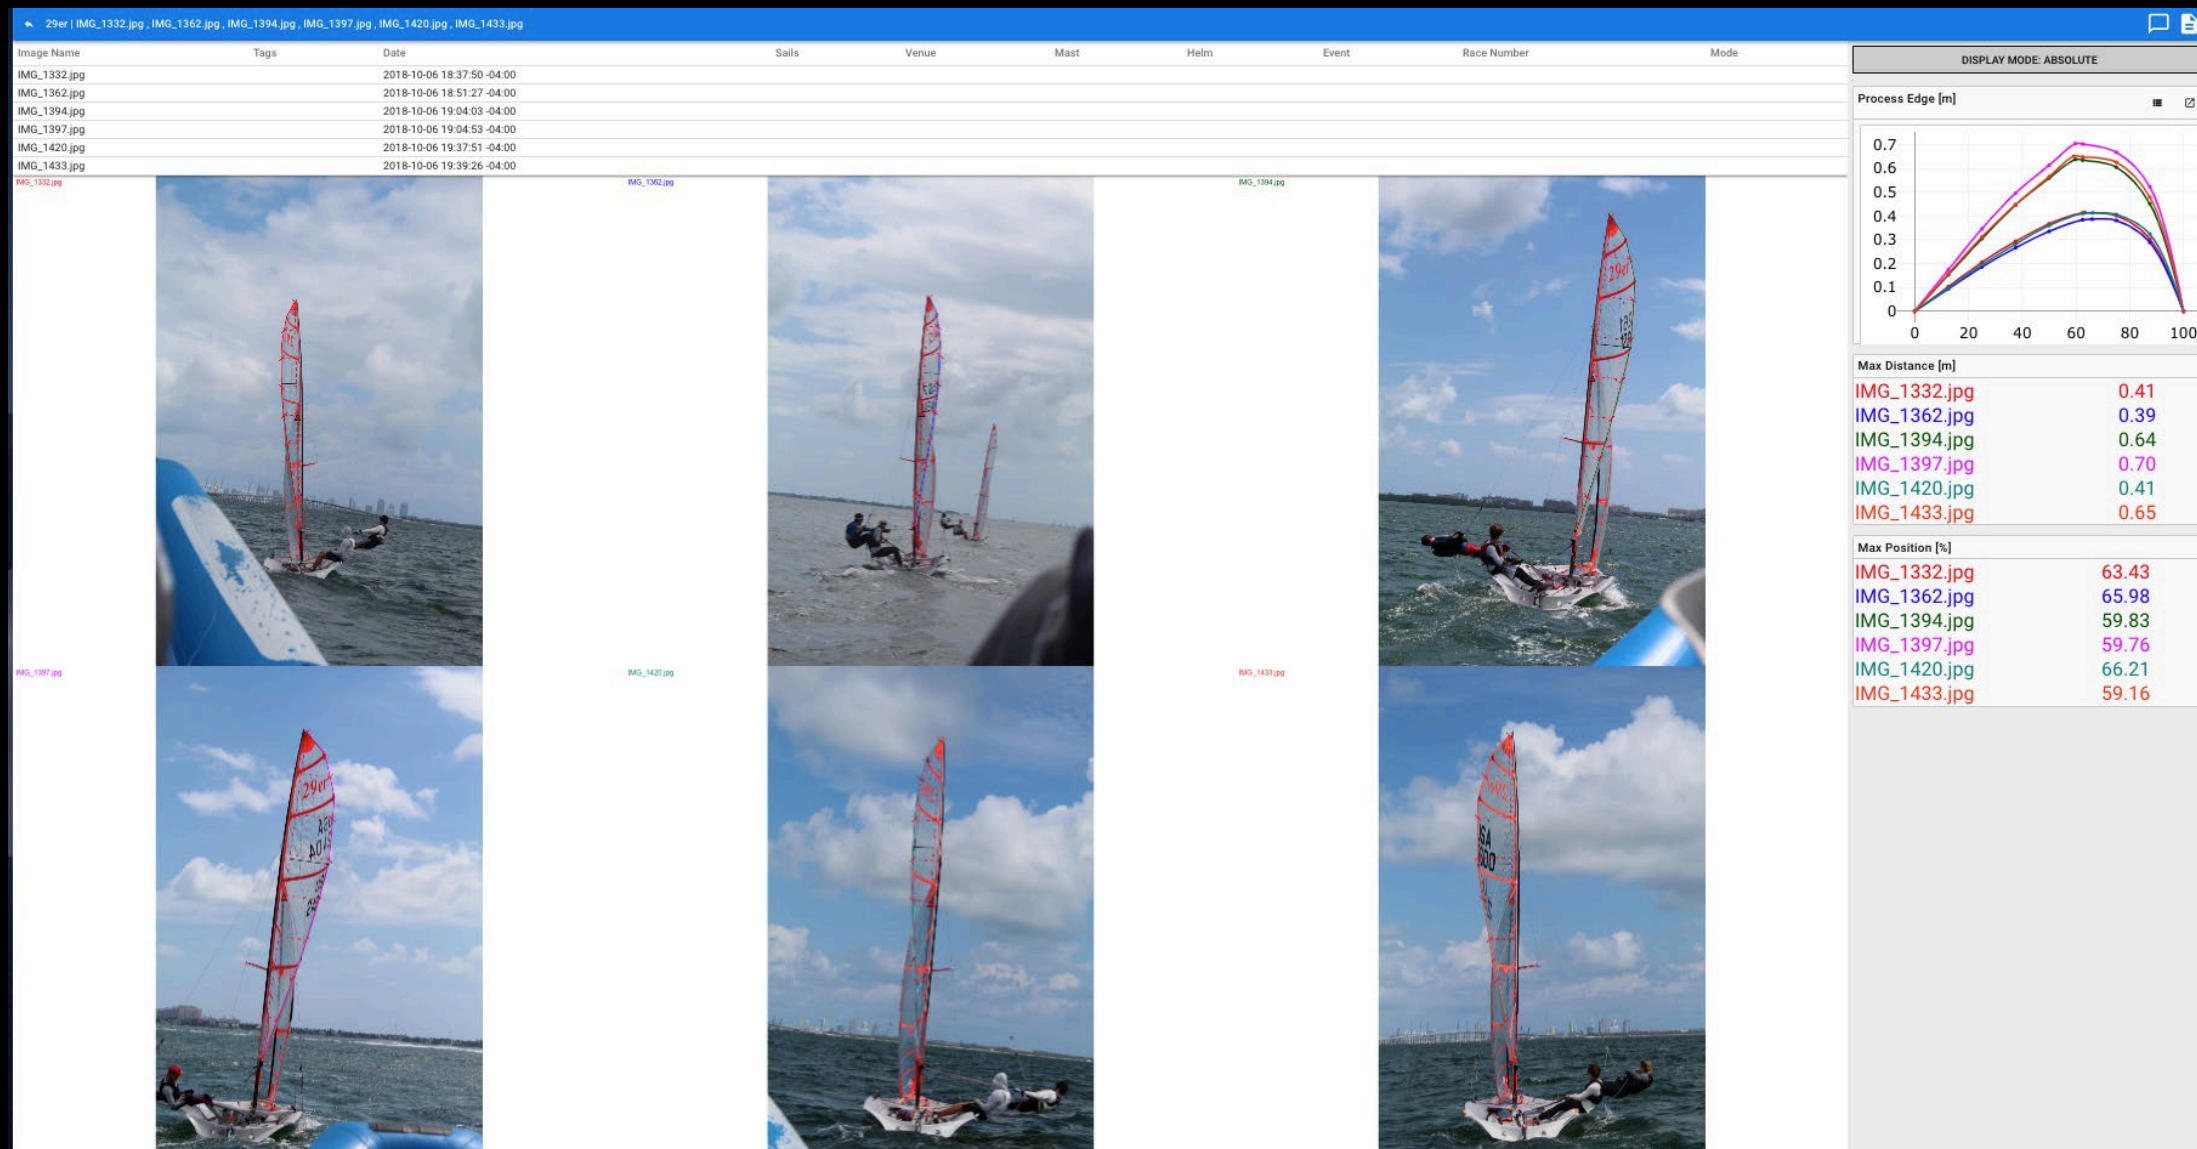 29er | IMG_1332.jpg , IMG_1362.jpg , IMG_1394.jpg , IMG_1397.jpg , IMG_1420.jpg , IMG_1433.jpg
Image Name Tags Date Sails Venue Mast Helm Event Race Number Mode
IMG_1332.jpg 2018-10-06 18:37:50 -04:00
IMG_1362.jpg 2018-10-06 18:51:27 -04:00
IMG_1394.jpg 2018-10-06 19:04:03 -04:00
IMG_1397.jpg 2018-10-06 19:04:53 -04:00
IMG_1420.jpg 2018-10-06 19:37:51 -04:00
IMG_1433.jpg 2018-10-06 19:39:26 -04:00
IMG_1332.jpg
IMG_1362.jpg
IMG_1394.jpg
29er
IMG_1397.jpg
IMG_1420.jpg
IMG_1433.jpg
29er
DISPLAY MODE: ABSOLUTE
Process Edge [m]
0.7
0.6
0.5
0.4
0.3
0.2
0.1
0
0 20 40 60 80 100
Max Distance [m]
IMG_1332.jpg 0.41
IMG_1362.jpg 0.39
IMG_1394.jpg 0.64
IMG_1397.jpg 0.70
IMG_1420.jpg 0.41
IMG_1433.jpg 0.65
Max Position [%]
IMG_1332.jpg 63.43
IMG_1362.jpg 65.98
IMG_1394.jpg 59.83
IMG_1397.jpg 59.76
IMG_1420.jpg 66.21
IMG_1433.jpg 59.16